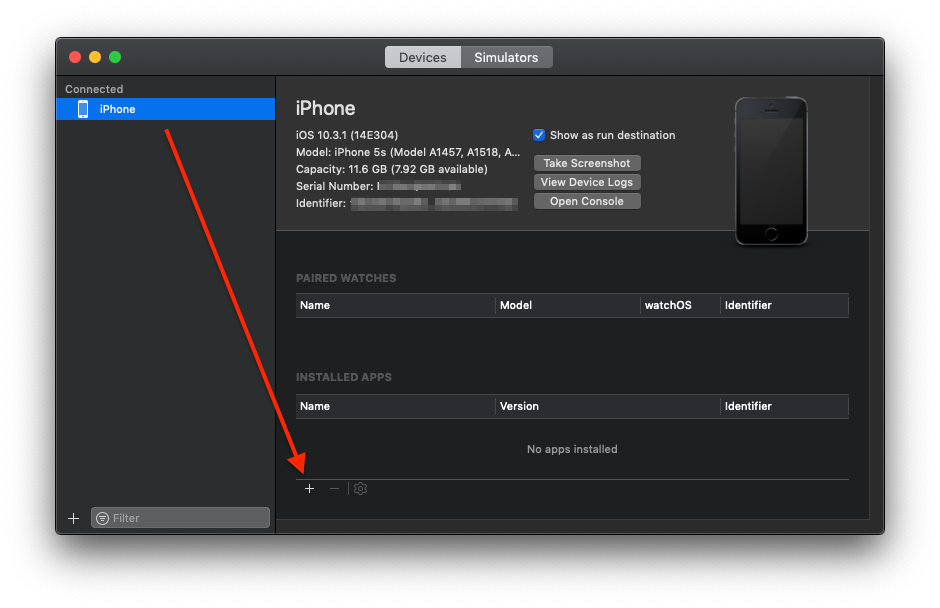 Devices Simulators
Connected
iPhone
iPhone
iOS 10.3.1 (14E304)
Model: iPhone 5s (Model A1457, A1518, A...
Capacity: 11.6 GB (7.92 GB available)
Serial Number:
Identifier:
Show as run destination
Take Screenshot
View Device Logs
Open Console
PAIRED WATCHES
Name Model watchOS Identifier
INSTALLED APPS
Name Version Identifier
No apps installed
Filter